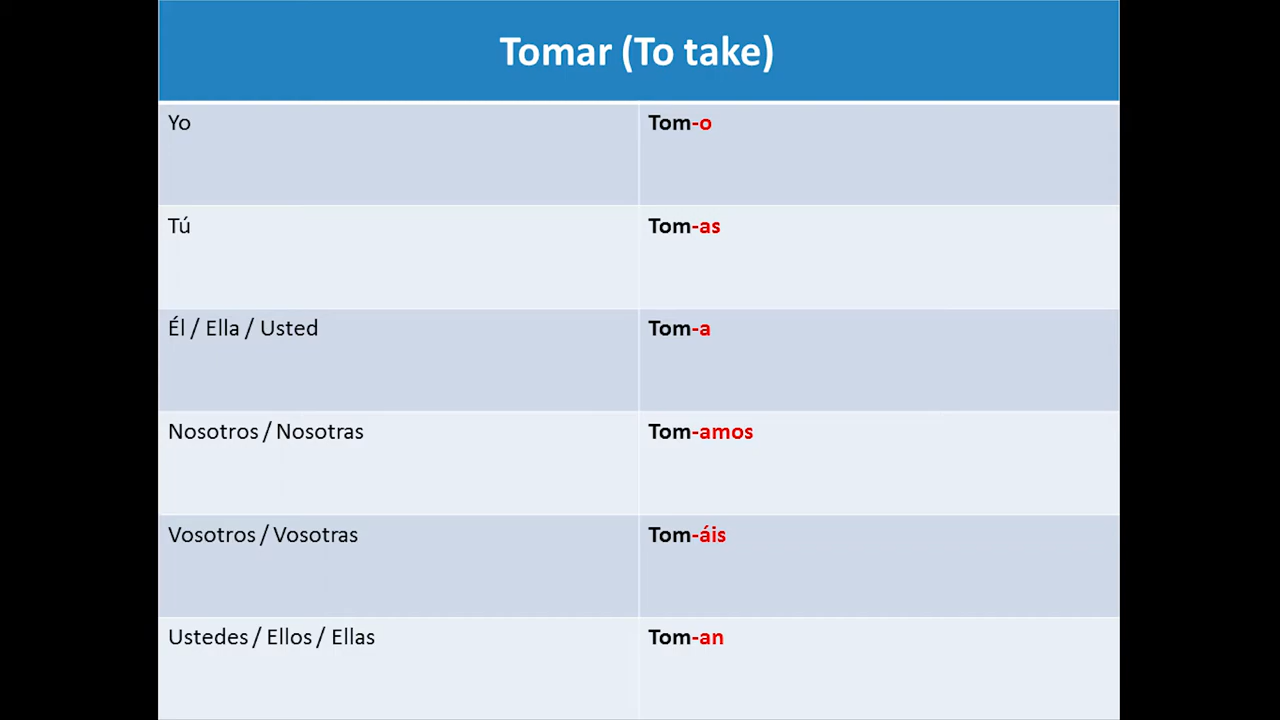 Tomar (To take)
Yo Tom-o
Tú Tom-as
Él / Ella / Usted Tom-a
Nosotros / Nosotras Tom-amos
Vosotros / Vosotras Tom-áis
Ustedes / Ellos / Ellas Tom-an